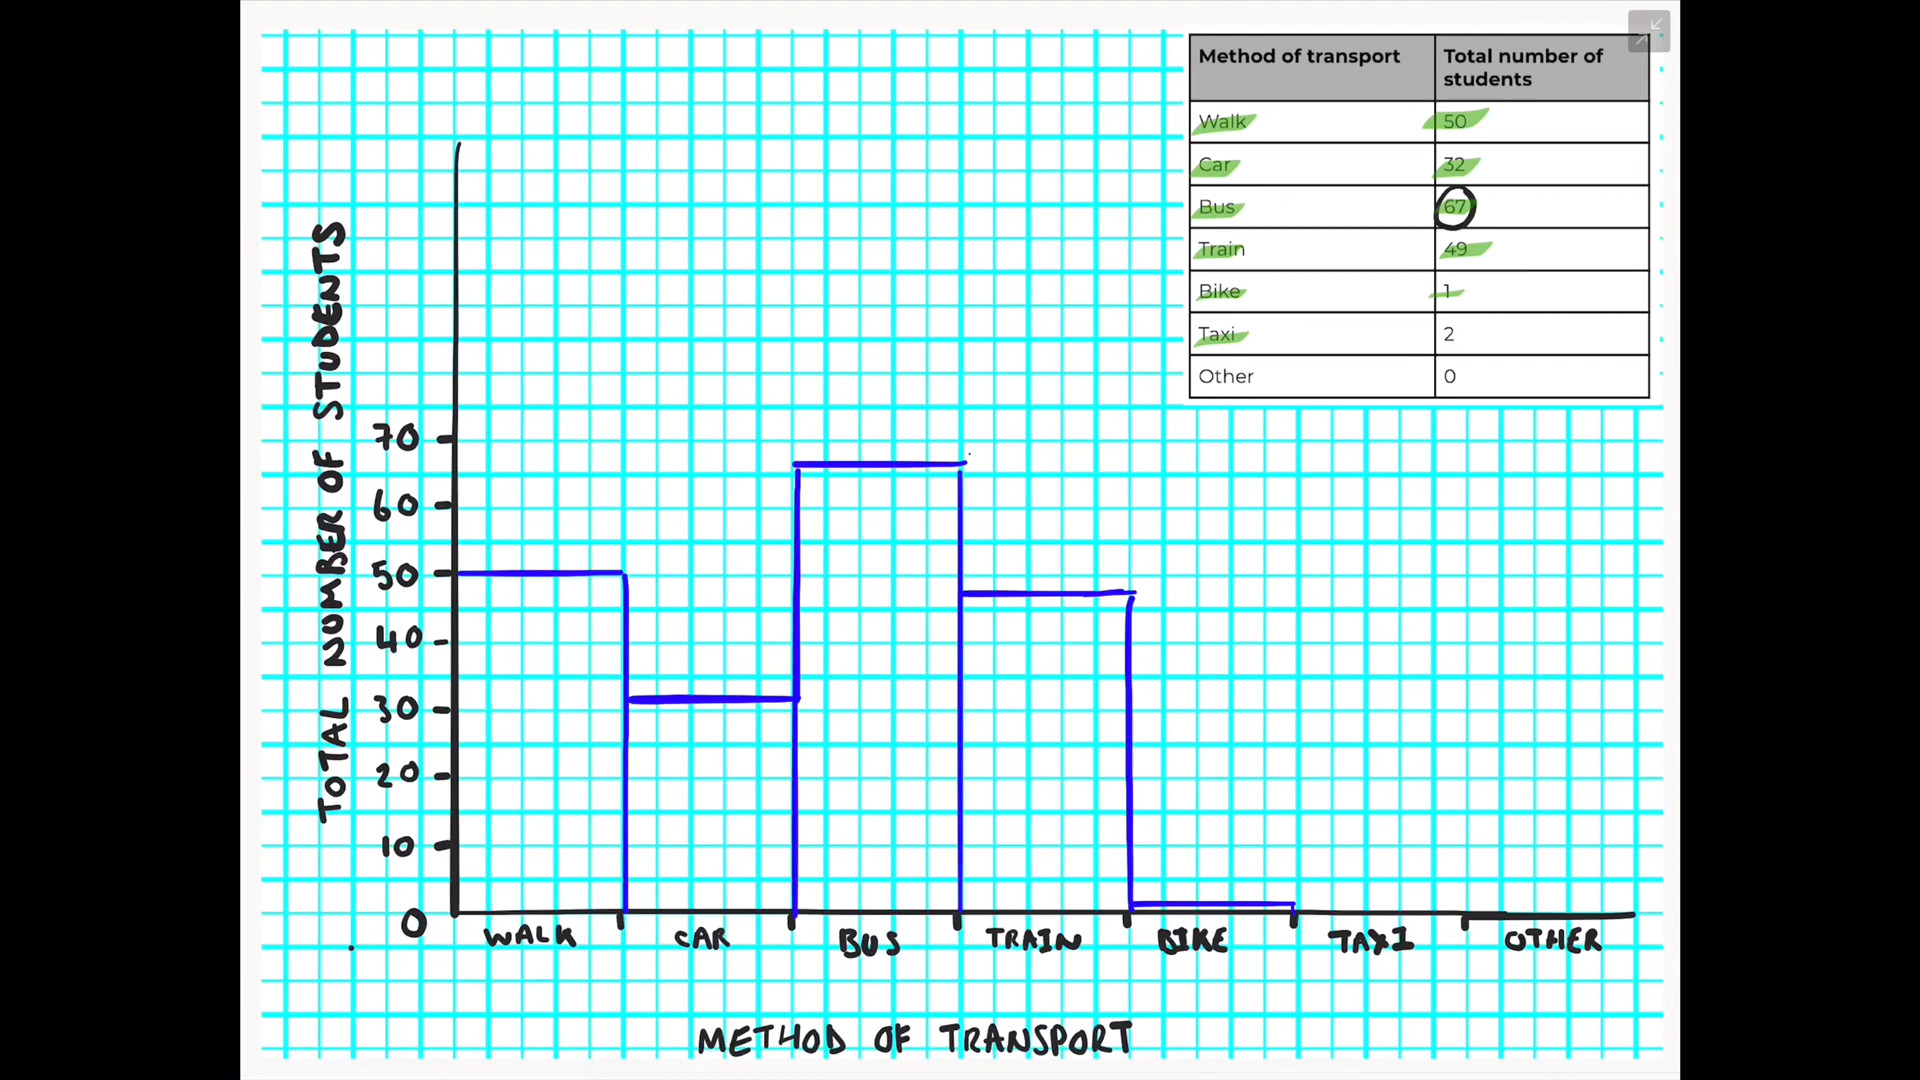 Method of transport Total number of
students
Walk 50
Car 32
Bus 67
Train 49
Bike 1
Taxi 2
Other 0
TOTAL NUMBER OF STUDENTS
70
60
50
40
30
20
10
0
WALK CAR BUS TRAIN BIKE TAXI OTHER
METHOD OF TRANSPORT